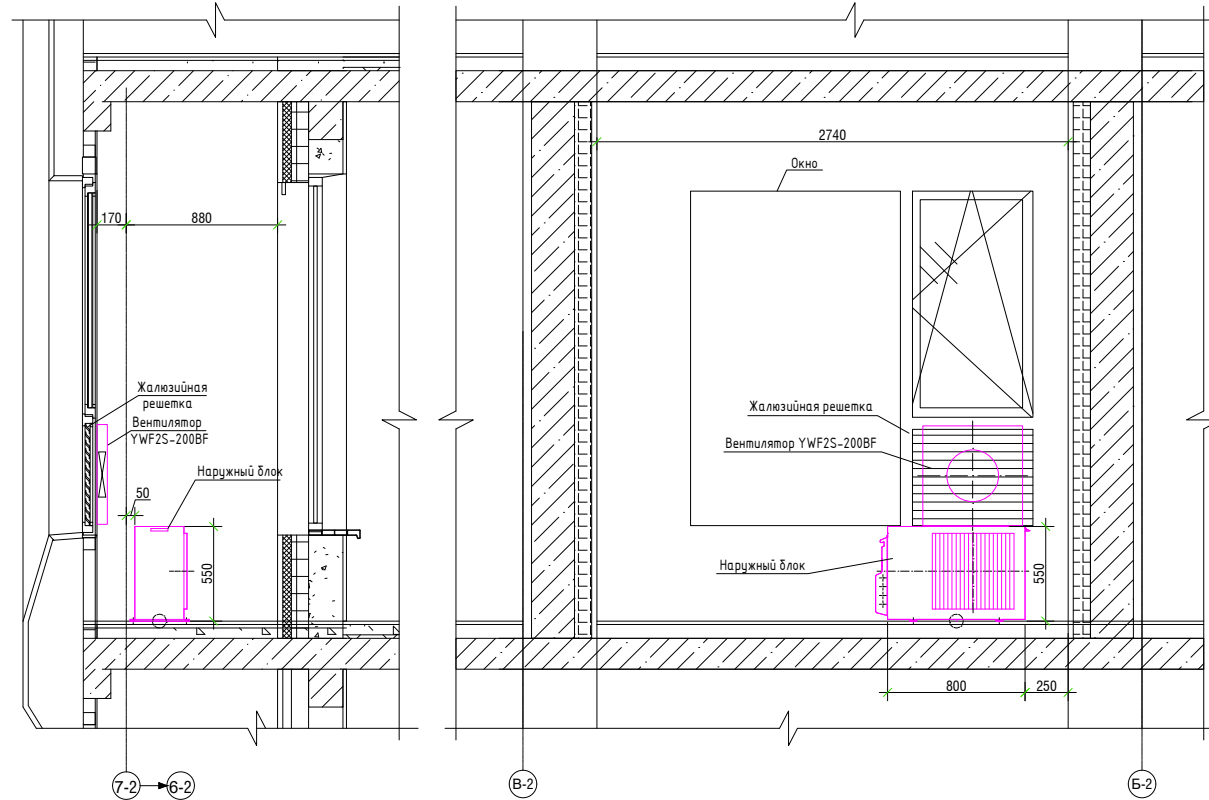 2740
Окно
170
880
Жалюзийная
решетка
Вентилятор
YWF2S-200BF
Наружный блок
50
550
Жалюзийная решетка
Вентилятор YWF2S-200BF
Наружный блок
550
800
250
7-2
6-2
В-2
Б-2